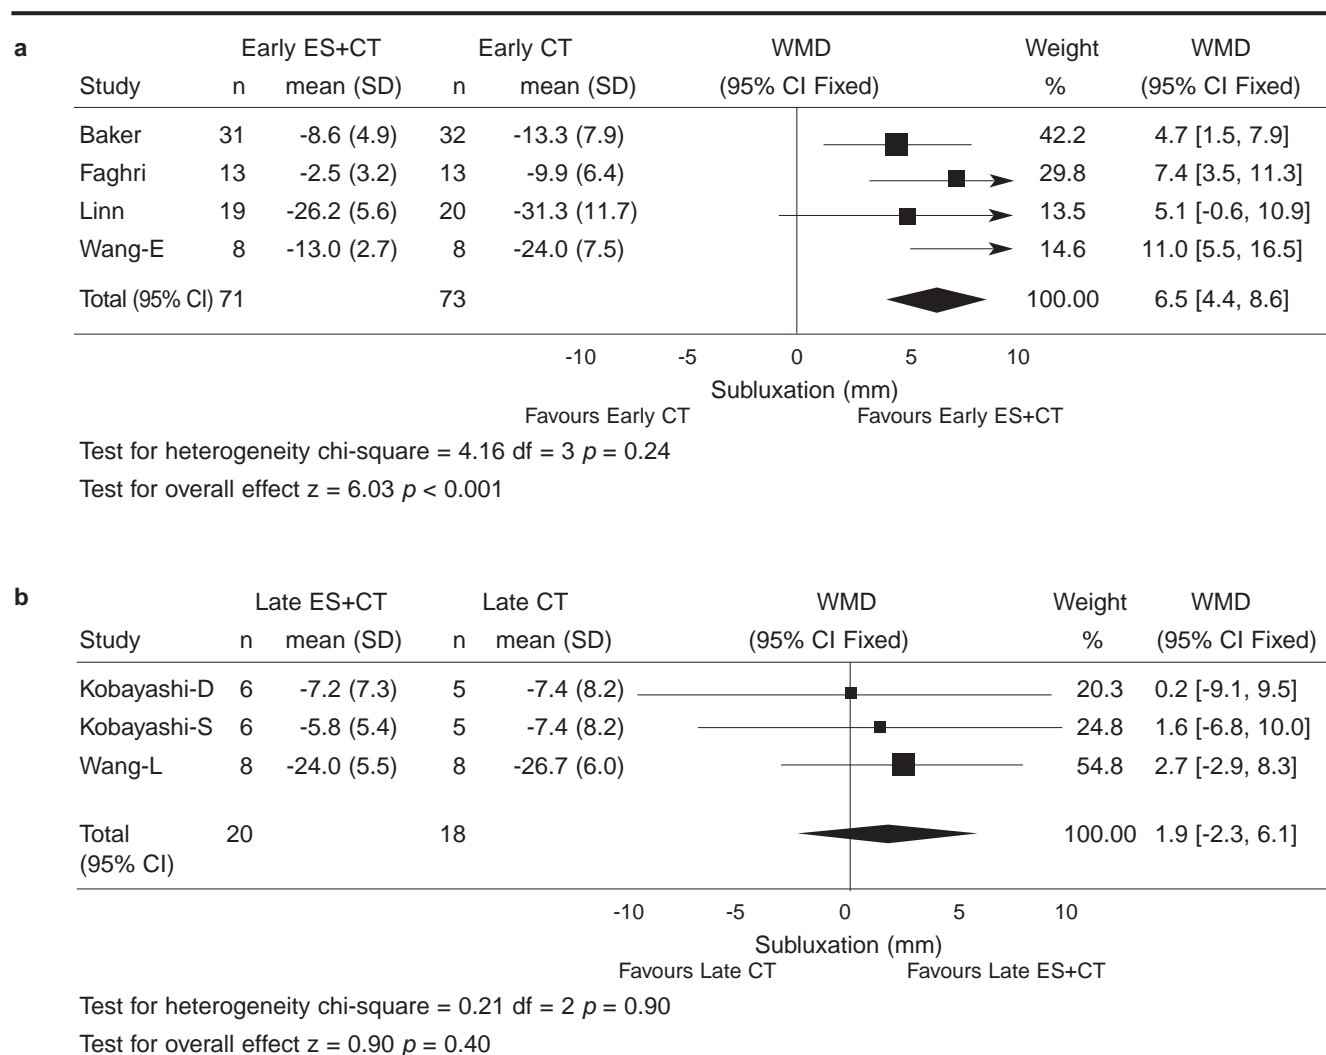 a Early ES+CT Early CT WMD Weight WMD
Study n mean (SD) n mean (SD) (95% CI Fixed) % (95% CI Fixed)
Baker 31 -8.6 (4.9) 32 -13.3 (7.9) 42.2 4.7 [1.5, 7.9]
Faghri 13 -2.5 (3.2) 13 -9.9 (6.4) 29.8 7.4 [3.5, 11.3]
Linn 19 -26.2 (5.6) 20 -31.3 (11.7) 13.5 5.1 [-0.6, 10.9]
Wang-E 8 -13.0 (2.7) 8 -24.0 (7.5) 14.6 11.0 [5.5, 16.5]
Total (95% CI) 71 73 100.00 6.5 [4.4, 8.6]
-10 -5 0 5 10
Subluxation (mm)
Favours Early CT Favours Early ES+CT
Test for heterogeneity chi-square = 4.16 df = 3 p = 0.24
Test for overall effect z = 6.03 p < 0.001
b Late ES+CT Late CT WMD Weight WMD
Study n mean (SD) n mean (SD) (95% CI Fixed) % (95% CI Fixed)
Kobayashi-D 6 -7.2 (7.3) 5 -7.4 (8.2) 20.3 0.2 [-9.1, 9.5]
Kobayashi-S 6 -5.8 (5.4) 5 -7.4 (8.2) 24.8 1.6 [-6.8, 10.0]
Wang-L 8 -24.0 (5.5) 8 -26.7 (6.0) 54.8 2.7 [-2.9, 8.3]
Total 20 18 100.00 1.9 [-2.3, 6.1]
(95% CI)
-10 -5 0 5 10
Subluxation (mm)
Favours Late CT Favours Late ES+CT
Test for heterogeneity chi-square = 0.21 df = 2 p = 0.90
Test for overall effect z = 0.90 p = 0.40